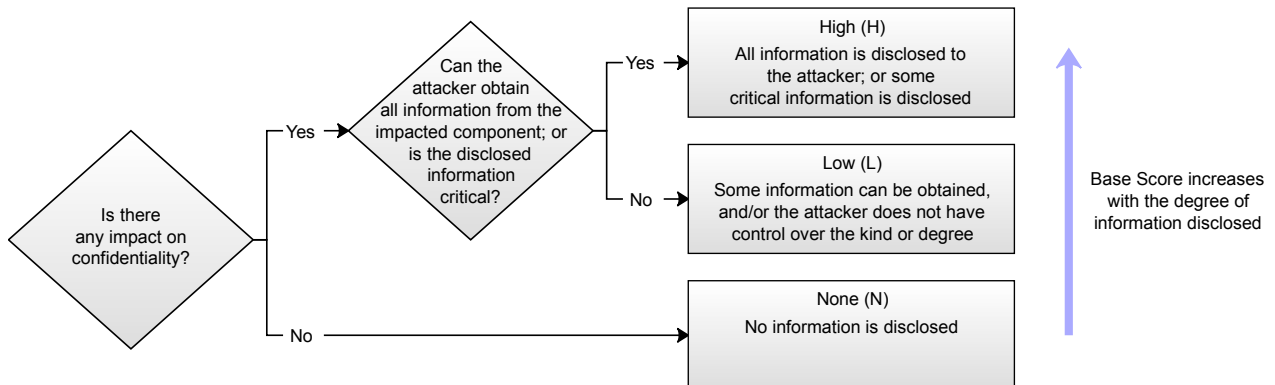 Is there
any impact on
confidentiality?
Yes
No
Can the
attacker obtain
all information from the
impacted component; or
is the disclosed
information
critical?
Yes
No
High (H)
All information is disclosed to
the attacker; or some
critical information is disclosed
Low (L)
Some information can be obtained,
and/or the attacker does not have
control over the kind or degree
None (N)
No information is disclosed
Base Score increases
with the degree of
information disclosed